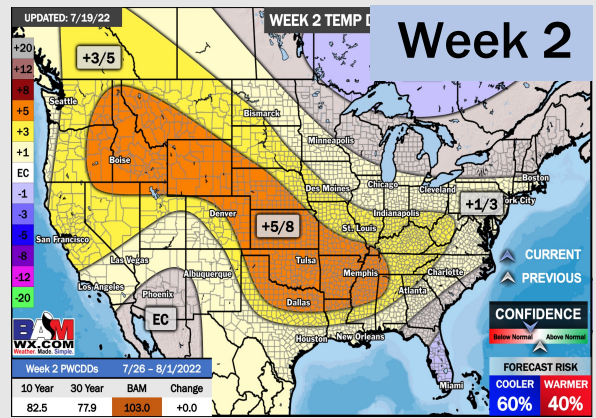 UPDATED: 7/19/22
WEEK 2 TEMP D
Week 2
+20
+12
+8
+5
+3
+1
EC
-1
-3
-5
-8
-12
-20
+3/5
Seattle
Bismarck
Minneapolis
Boise
Boston
Des Moines
Chicago
Cleveland
York City
+1/3
Denver
+5/8
Indianapolis
St. Louis
San Francisco
Las Vegas
Tulsa
CURRENT
Albuquerque
Memphis
Charlotte
PREVIOUS
Los Angeles
Phoenix
Atlanta
Dallas
EC
CONFIDENCE
Below Normal
Above Normal
Houston
New Orleans
Miami
BAM
WX.COM
Weather. Made. Simple.
FORECAST RISK
COOLER
WARMER
60%
40%
Week 2 PWCDDs
7/26 – 8/1/2022
10 Year
30 Year
BAM
Change
82.5
77.9
103.0
+0.0